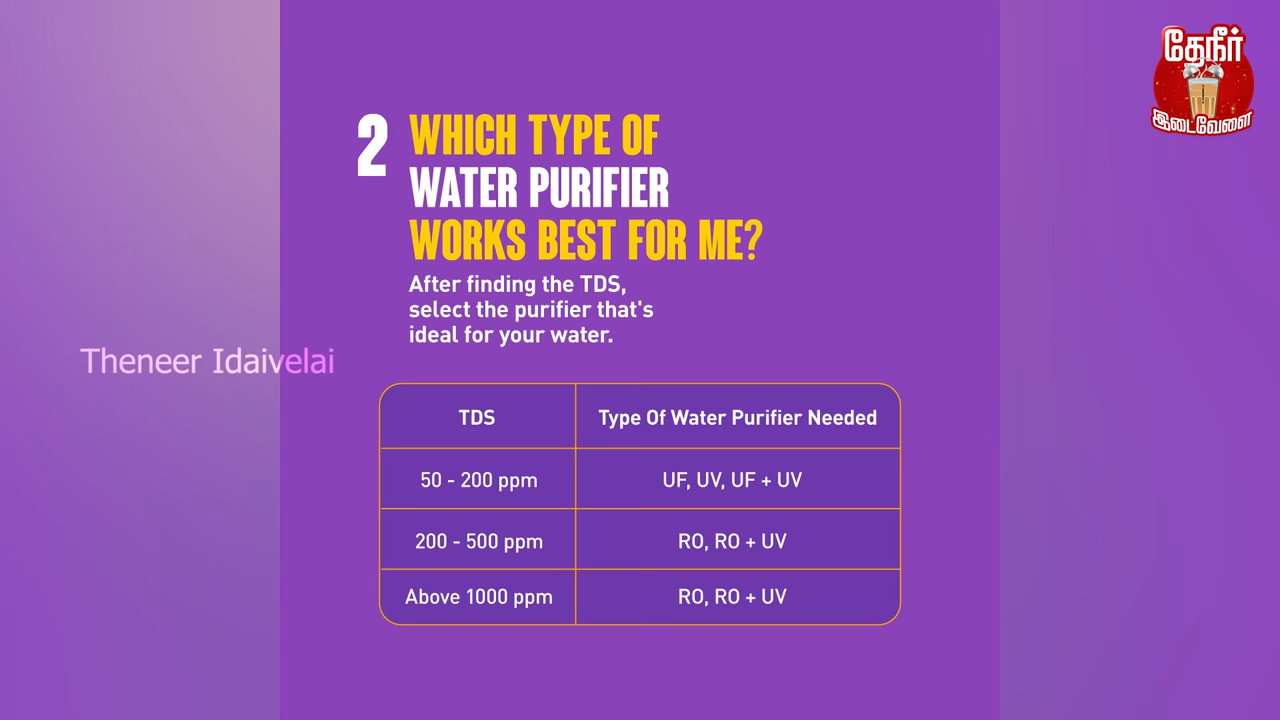 தேநீர்
இடைவேளை
2 WHICH TYPE OF
WATER PURIFIER
WORKS BEST FOR ME?
After finding the TDS,
select the purifier that's
ideal for your water.
Theneer Idaivelai
TDS Type Of Water Purifier Needed
50 - 200 ppm UF, UV, UF + UV
200 - 500 ppm RO, RO + UV
Above 1000 ppm RO, RO + UV